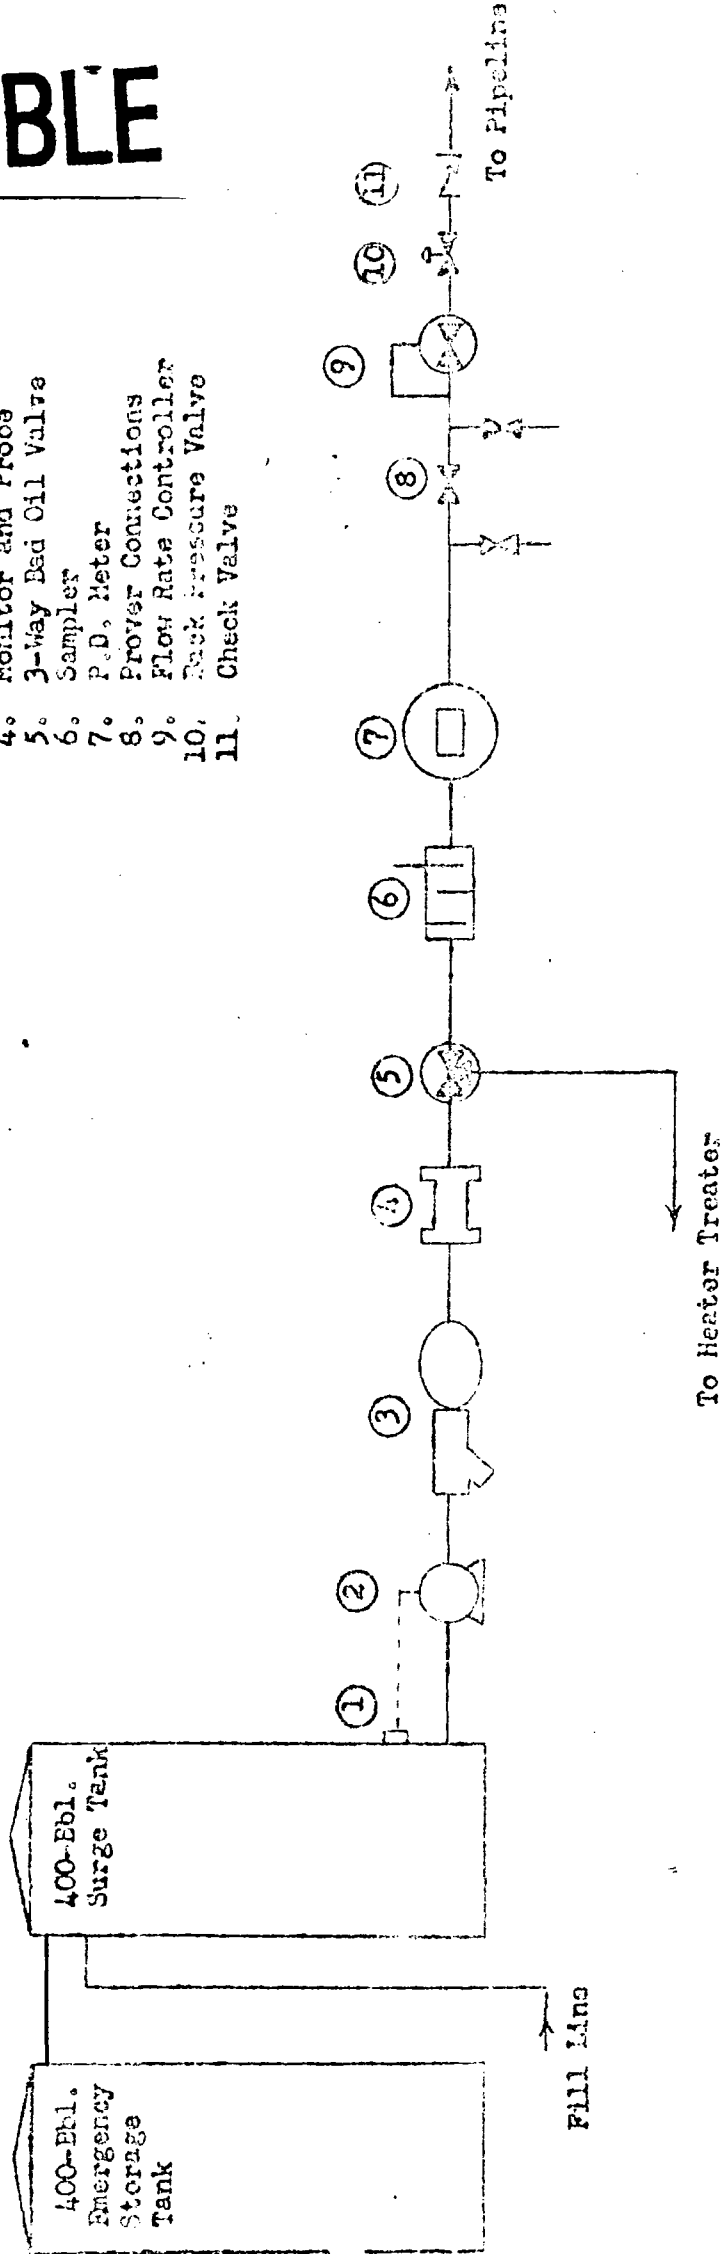 BLE
4. Monitor and Probe
5. 3-Way Bad Oil Valve
6. Sampler
7. P.D. Meter
8. Prover Connections
9. Flow Rate Controller
10. Back Pressure Valve
11. Check Valve
400-Bbl.
Emergency
Storage
Tank
400-Bbl.
Surge Tank
Fill Line
1
2
3
4
5
6
7
8
9
10
11
To Heater Treater
To Pipeline